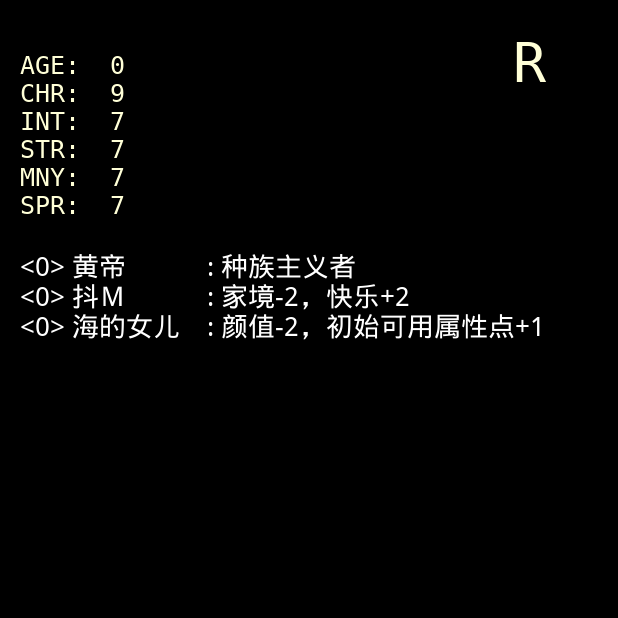 R
AGE: 0
CHR: 9
INT: 7
STR: 7
MNY: 7
SPR: 7
<0> 黄帝 : 种族主义者
<0> 抖M : 家境-2，快乐+2
<0> 海的女儿 : 颜值-2，初始可用属性点+1